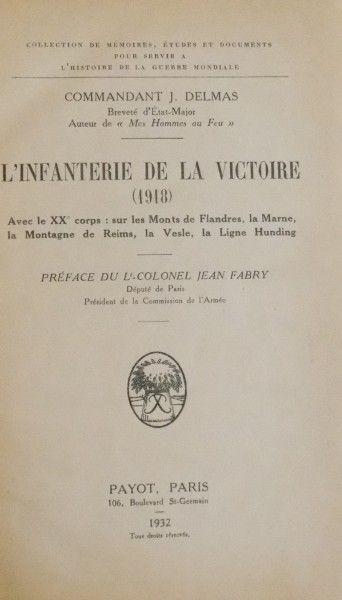 COLLECTION DE MÉMOIRES, ÉTUDES ET DOCUMENTS
POUR SERVIR A
L'HISTOIRE DE LA GUERRE MONDIALE
COMMANDANT J. DELMAS
Breveté d'État-Major
Auteur de « Mes Hommes au Feu »
L'INFANTERIE DE LA VICTOIRE
(1918)
Avec le XXe corps : sur les Monts de Flandres, la Marne,
la Montagne de Reims, la Vesle, la Ligne Hunding
PRÉFACE DU Lt-COLONEL JEAN FABRY
Député de Paris
Président de la Commission de l'Armée
PAYOT, PARIS
106, Boulevard St-Germain
1932
Tous droits réservés.